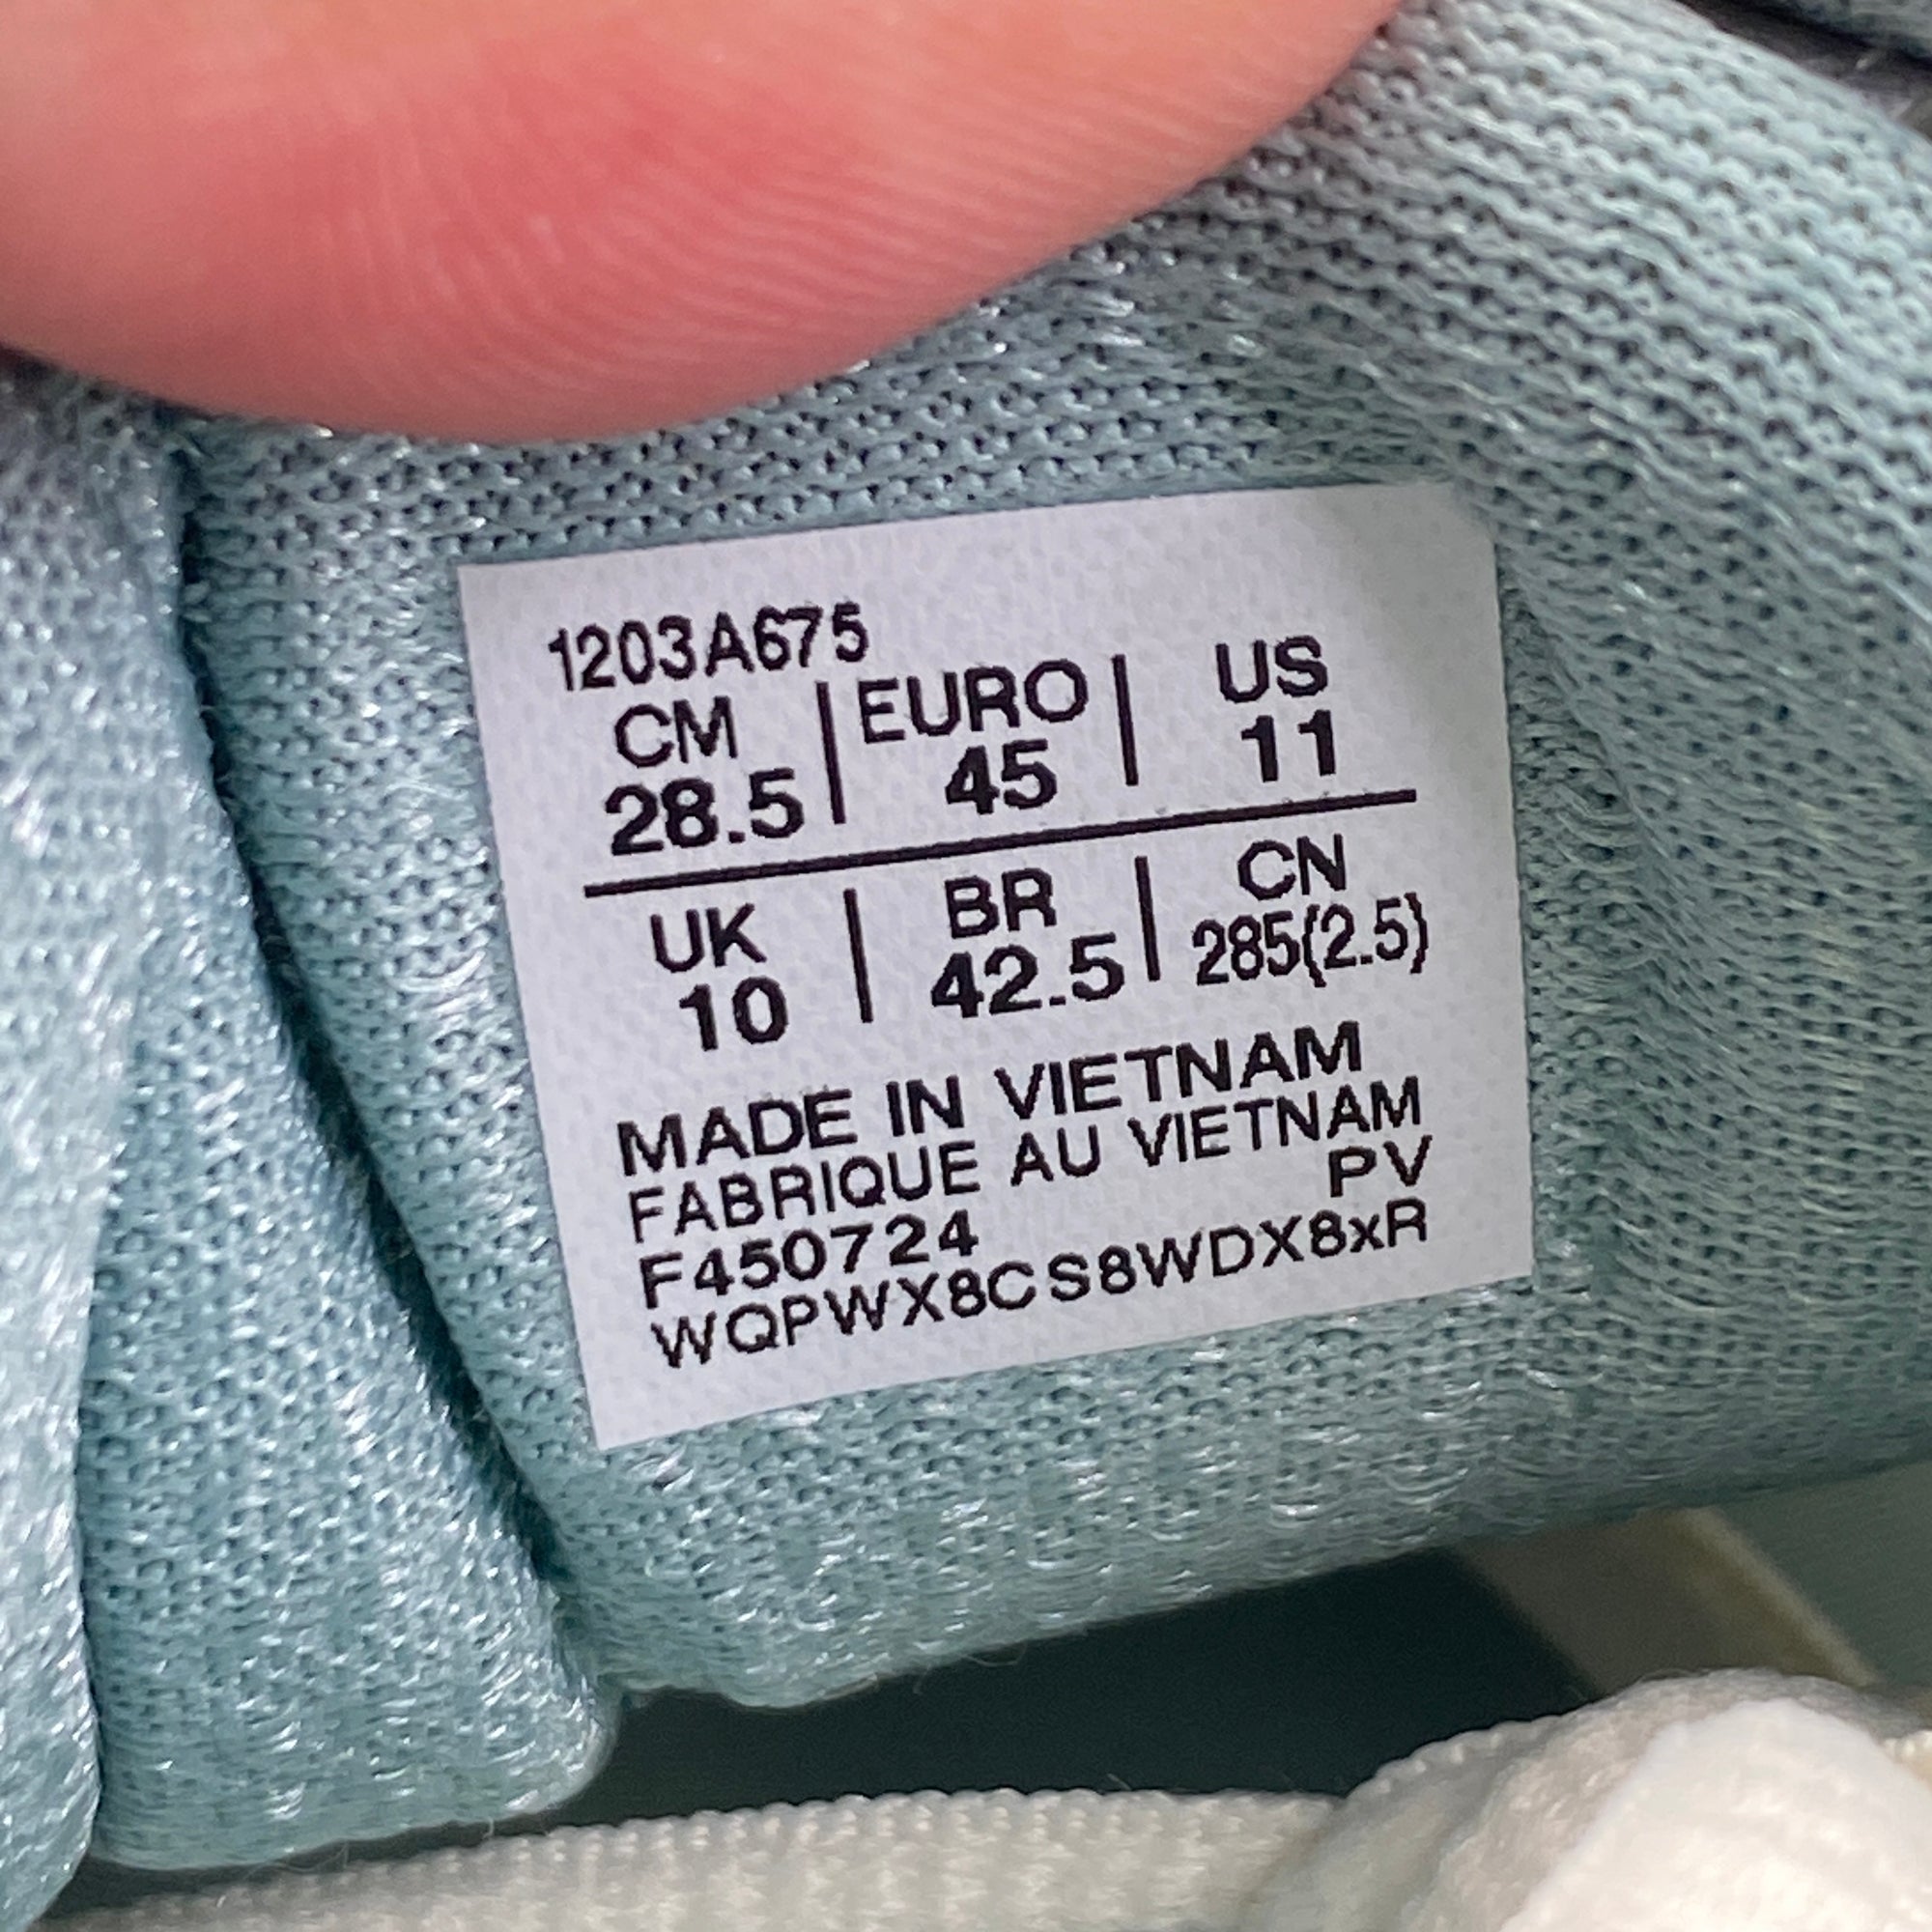 1203A675
CM | EURO | US
28.5 | 45 | 11
UK | BR | CN
10 | 42.5 | 285(2.5)
MADE IN VIETNAM
FABRIQUE AU VIETNAM
PV
F450724
WQPWX8CS8WDX8xR